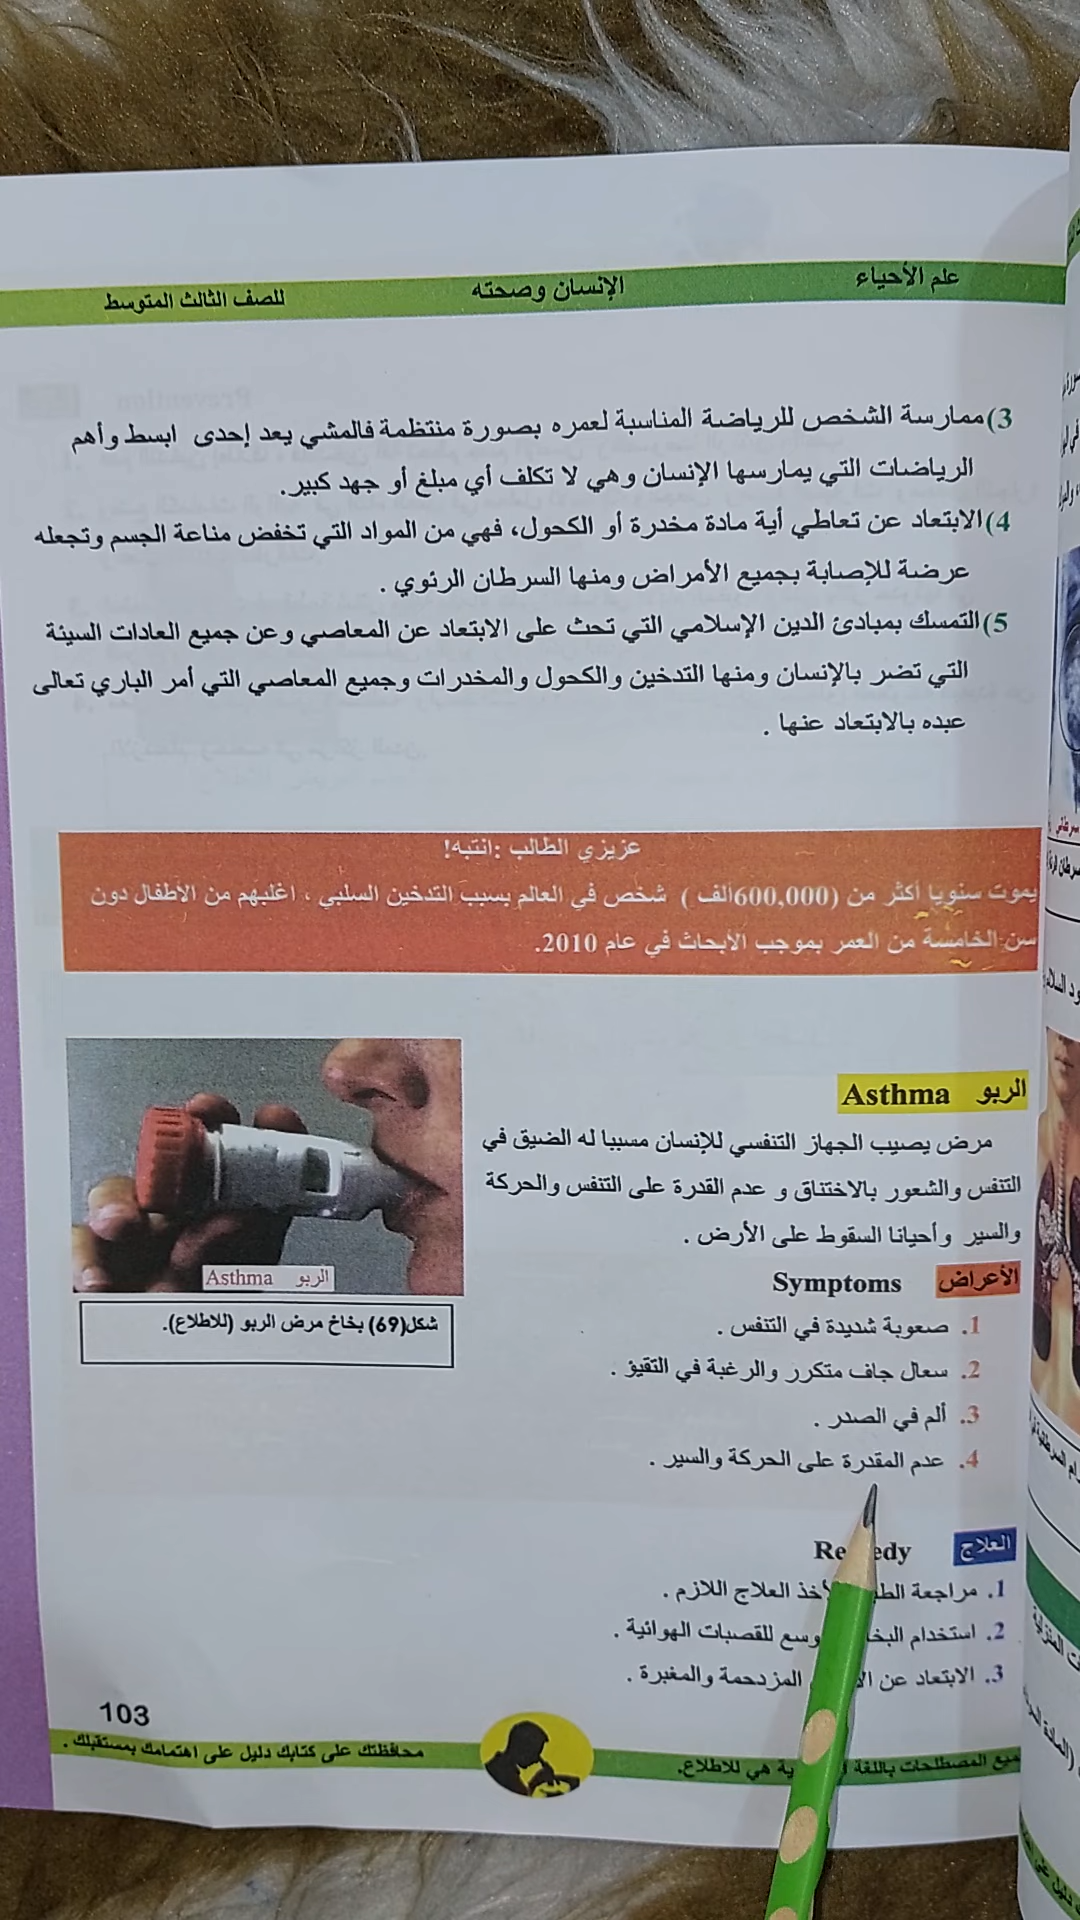 علم الأحياء
الإنسان وصحته
للصف الثالث المتوسط
3) ممارسة الشخص للرياضة المناسبة لعمره بصورة منتظمة فالمشي يعد إحدى ابسط وأهم
الرياضات التي يمارسها الإنسان وهي لا تكلف أي مبلغ أو جهد كبير.
4) الابتعاد عن تعاطي أية مادة مخدرة أو الكحول، فهي من المواد التي تخفض مناعة الجسم وتجعله
عرضة للإصابة بجميع الأمراض ومنها السرطان الرئوي .
5) التمسك بمبادئ الدين الإسلامي التي تحث على الابتعاد عن المعاصي وعن جميع العادات السيئة
التي تضر بالإنسان ومنها التدخين والكحول والمخدرات وجميع المعاصي التي أمر الباري تعالى
عبده بالابتعاد عنها .
عزيزي الطالب :انتبه!
يموت سنويا أكثر من (600,000ألف ) شخص في العالم بسبب التدخين السلبي ، اغلبهم من الأطفال دون
سن الخامسة من العمر بموجب الأبحاث في عام 2010.
الربو Asthma
مرض يصيب الجهاز التنفسي للإنسان مسببا له الضيق في
التنفس والشعور بالاختناق و عدم القدرة على التنفس والحركة
والسير وأحيانا السقوط على الأرض .
الربو Asthma
شكل(69) بخاخ مرض الربو (للاطلاع).
الأعراض Symptoms
1. صعوبة شديدة في التنفس .
2. سعال جاف متكرر والرغبة في التقيؤ .
3. ألم في الصدر .
4. عدم المقدرة على الحركة والسير .
العلاج
1. مراجعة العلاج اللازم .
2. استخدام للقصبات الهوائية .
3. الابتعاد عن المزدحمة والمغبرة .
103
جميع المصطلحات باللغة هي للاطلاع.
محافظتك على كتابك دليل على اهتمامك بمستقبلك .